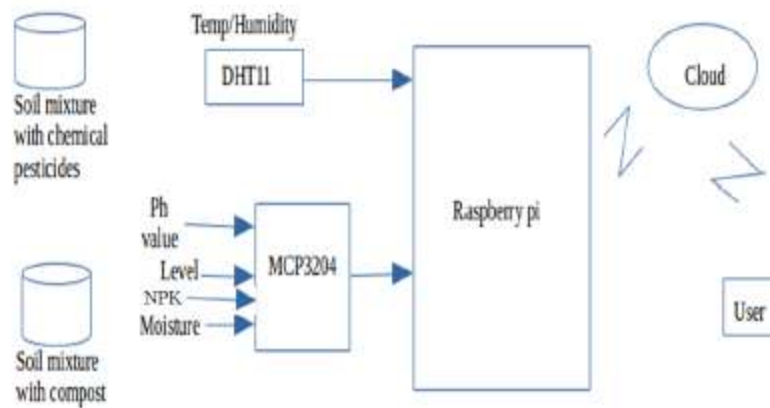 Temp/Humidity
DHT11
Cloud
Soil mixture
with chemical
pesticides
Raspberry pi
Ph
value
Level
NPK
Moisture
MCP3204
User
Soil mixture
with compost